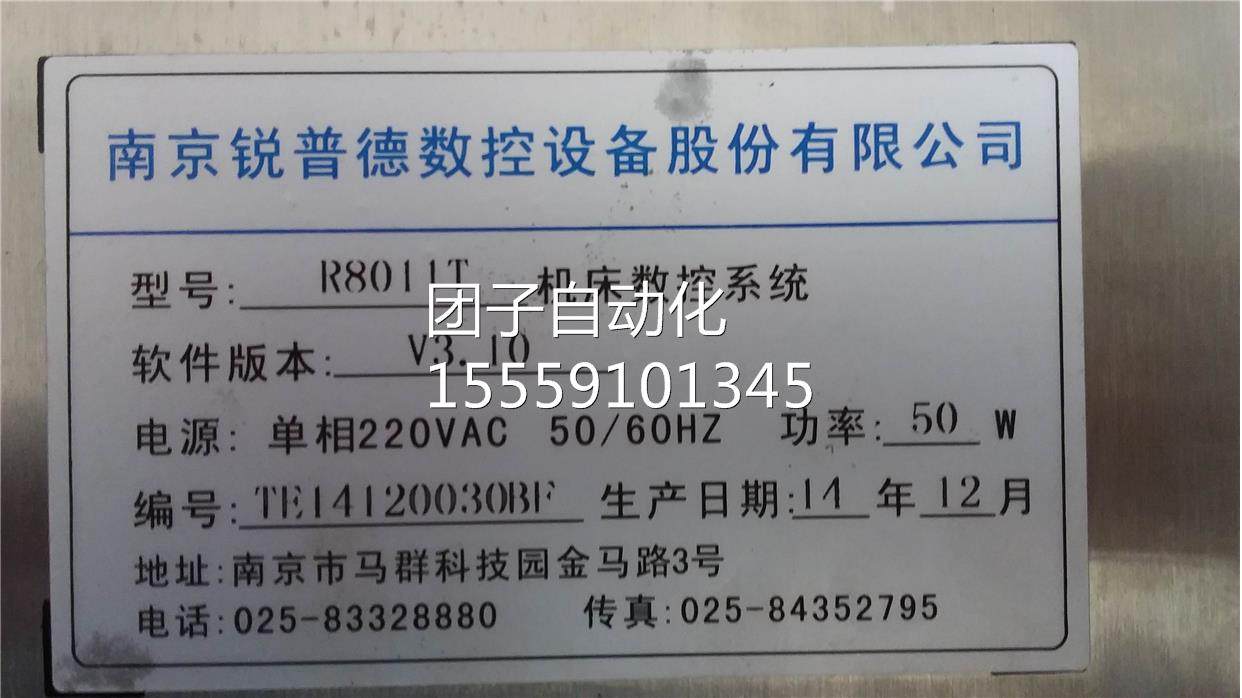 南京锐普德数控设备股份有限公司
型号: R8011T 机床数控系统
团子自动化
软件版本: V3.10
15559101345
电源: 单相220VAC 50/60HZ 功率: 50 W
编号: TE14120030BF 生产日期: 14 年 12 月
地址:南京市马群科技园金马路3号
电话:025-83328880 传真:025-84352795